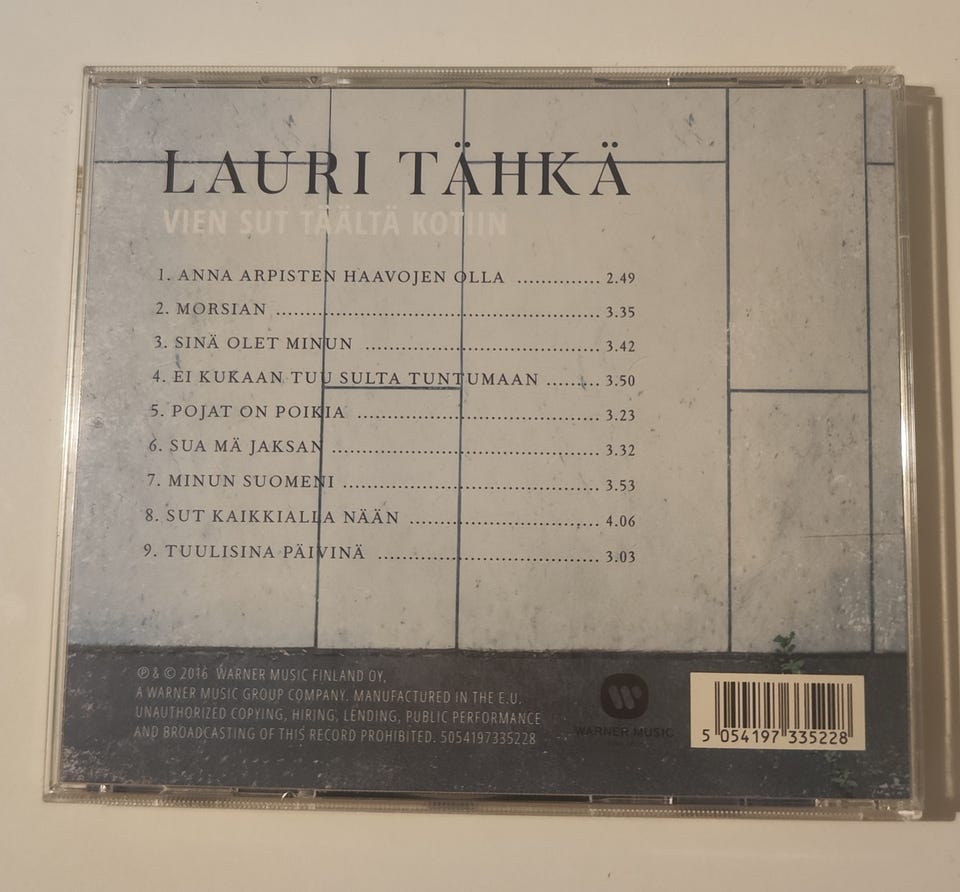 LAURI TÄHKÄ
VIEN SUT TÄÄLTÄ KOTIIN
1. ANNA ARPISTEN HAAVOJEN OLLA .............. 2.49
2. MORSIAN ........................................................ 3.35
3. SINÄ OLET MINUN ........................................ 3.42
4. EI KUKAAN TUU SULTA TUNTUMAAN ......... 3.50
5. POJAT ON POIKIA ......................................... 3.23
6. SUA MÄ JAKSAN ............................................. 3.32
7. MINUN SUOMENI ........................................... 3.53
8. SUT KAIKKIALLA NÄÄN ................................ 4.06
9. TUULISINA PÄIVINÄ ..................................... 3.03
℗ & © 2016 WARNER MUSIC FINLAND OY,
A WARNER MUSIC GROUP COMPANY. MANUFACTURED IN THE E.U.
UNAUTHORIZED COPYING, HIRING, LENDING, PUBLIC PERFORMANCE
AND BROADCASTING OF THIS RECORD PROHIBITED. 5054197335228
WARNER MUSIC
5 054197 335228